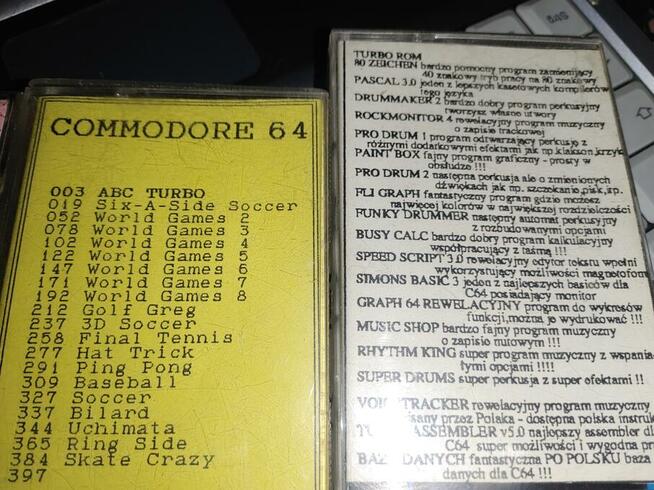 COMMODORE 64
003 ABC TURBO
019 Six-A-Side Soccer
052 World Games 2
078 World Games 3
102 World Games 4
122 World Games 5
147 World Games 6
171 World Games 7
192 World Games 8
212 Golf Greg
237 3D Soccer
258 Final Tennis
277 Hat Trick
291 Ping Pong
309 Baseball
327 Soccer
337 Bilard
344 Uchimata
365 Ring Side
384 Skate Crazy
397
TURBO ROM
80 ZEICHEN bardzo pomocny program zamieniający
40 znakowy tryb pracy na 80 znakowy
PASCAL 3.0 jeden z lepszych kasetowych kompilerów
tego języka
DRUMMAKER 2 bardzo dobry program perkusyjny
tworzysz własne utwory
ROCKMONITOR 4 rewelacyjny program muzyczny
o zapisie trackowej
PRO DRUM 1 program odtwarzający perkusję z
różnymi dodatkowymi efektami jak np.klakson,krzyk
PAINT BOX fajny program graficzny - prosty w
obsłudze !!!
PRO DRUM 2 następna perkusja ale o zmienionych
dźwiękach jak np. szczekanie,pisk,itp.
FLI GRAPH fantastyczny program gdzie możesz
najwięcej kolorów w największej rozdzielczości
FUNKY DRUMMER następny automat perkusyjny
z rozbudowanymi opcjami
BUSY CALC bardzo dobry program kalkulacyjny
współpracujący z taśmą !!!
SPEED SCRIPT 3.0 rewelacyjny edytor tekstu wpełni
wykorzystujący możliwości magnetofonu
SIMONS BASIC 3 jeden z najlepszych basiców dla
C64 posiadający monitor
GRAPH 64 REWELACYJNY program do wykresów
funkcji,można je wydrukować !!!
MUSIC SHOP bardzo fajny program muzyczny
o zapisie nutowym !!!
RHYTHM KING super program muzyczny z wspania
łymi opcjami !!!!
SUPER DRUMS super perkusja z super efektami !!
TRACKER rewelacyjny program muzyczny
przez Polaka - dostępna polska instruk
ASSEMBLER v5.0 najlepszy assembler dl
C64 super możliwości i wygodna pr
DANYCH fantastyczna PO POLSKU baza
danych dla C64 !!!